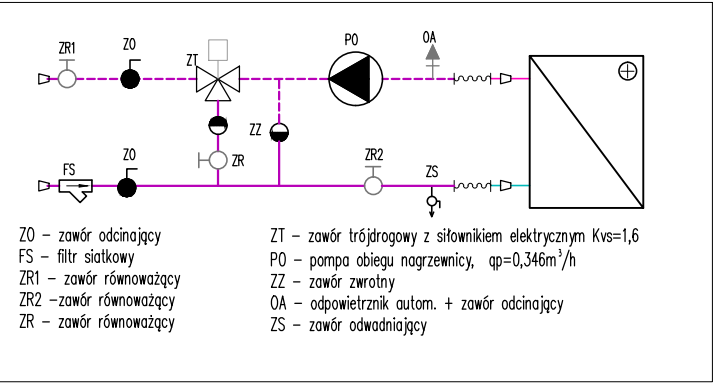 ZR1 ZO ZT PO OA
ZZ
FS ZO ZR ZR2 ZS
ZO – zawór odcinający
FS – filtr siatkowy
ZR1 – zawór równoważący
ZR2 –zawór równoważący
ZR – zawór równoważący
ZT – zawór trójdrogowy z siłownikiem elektrycznym Kvs=1,6
PO – pompa obiegu nagrzewnicy, qp=0,346m³/h
ZZ – zawór zwrotny
OA – odpowietrznik autom. + zawór odcinający
ZS – zawór odwadniający